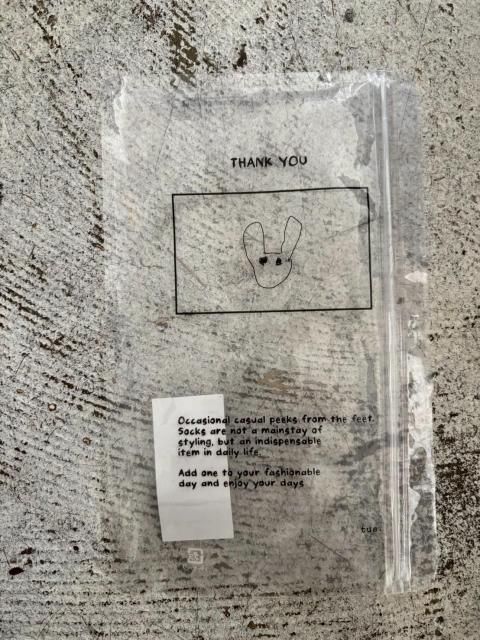 THANK YOU
Occasional casual peeks from the feet.
Socks are not a mainstay of
styling, but an indispensable
item in daily life.
Add one to your fashionable
day and enjoy your days
tue